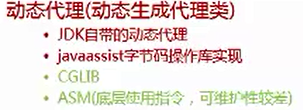 动态代理(动态生成代理类)
JDK自带的动态代理
javaassist字节码操作库实现
CGLIB
ASM(底层使用指令，可维护性较差)